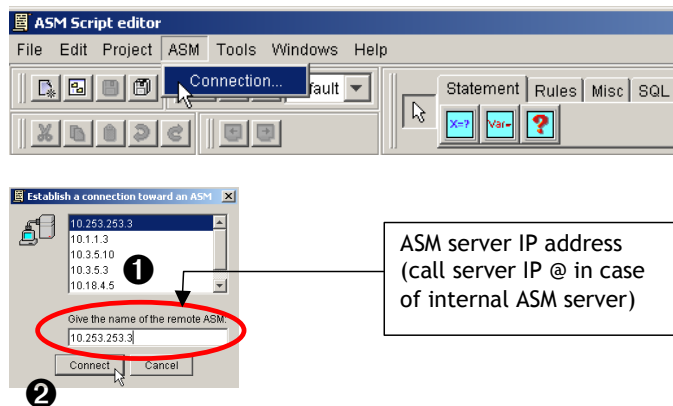 ASM Script editor
File Edit Project ASM Tools Windows Help
Connection...
fault
Statement Rules Misc SQL
X=? Var= ?
Establish a connection toward an ASM
10.253.253.3
10.1.1.3
10.3.5.10
10.3.5.3
10.18.4.5
1
Give the name of the remote ASM.
10.253.253.3
Connect Cancel
2
ASM server IP address
(call server IP @ in case
of internal ASM server)